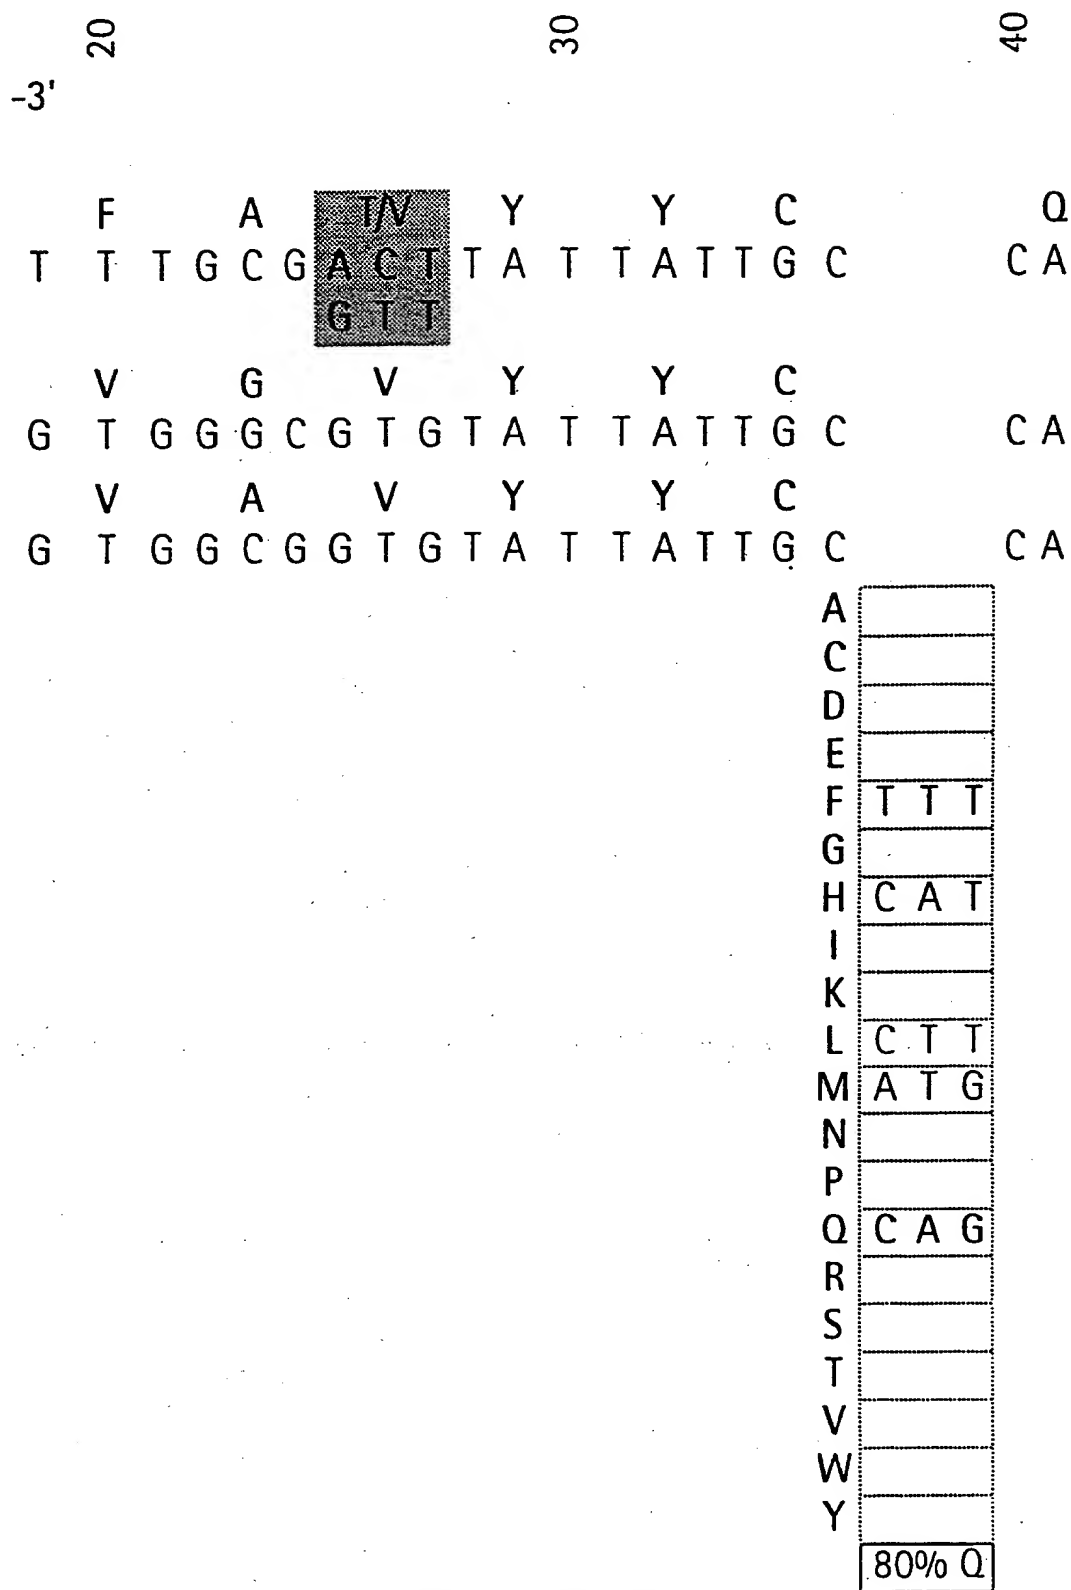 20 30 40
-3'
F A T/V Y Y C Q
T T T G C G A C T T A T T A T T G C C A
G T T
V G V Y Y C
G T G G G C G T G T A T T A T T G C C A
V A V Y Y C
G T G G C G G T G T A T T A T T G C C A
A
C
D
E
F T T T
G
H C A T
I
K
L C T T
M A T G
N
P
Q C A G
R
S
T
V
W
Y
80% Q